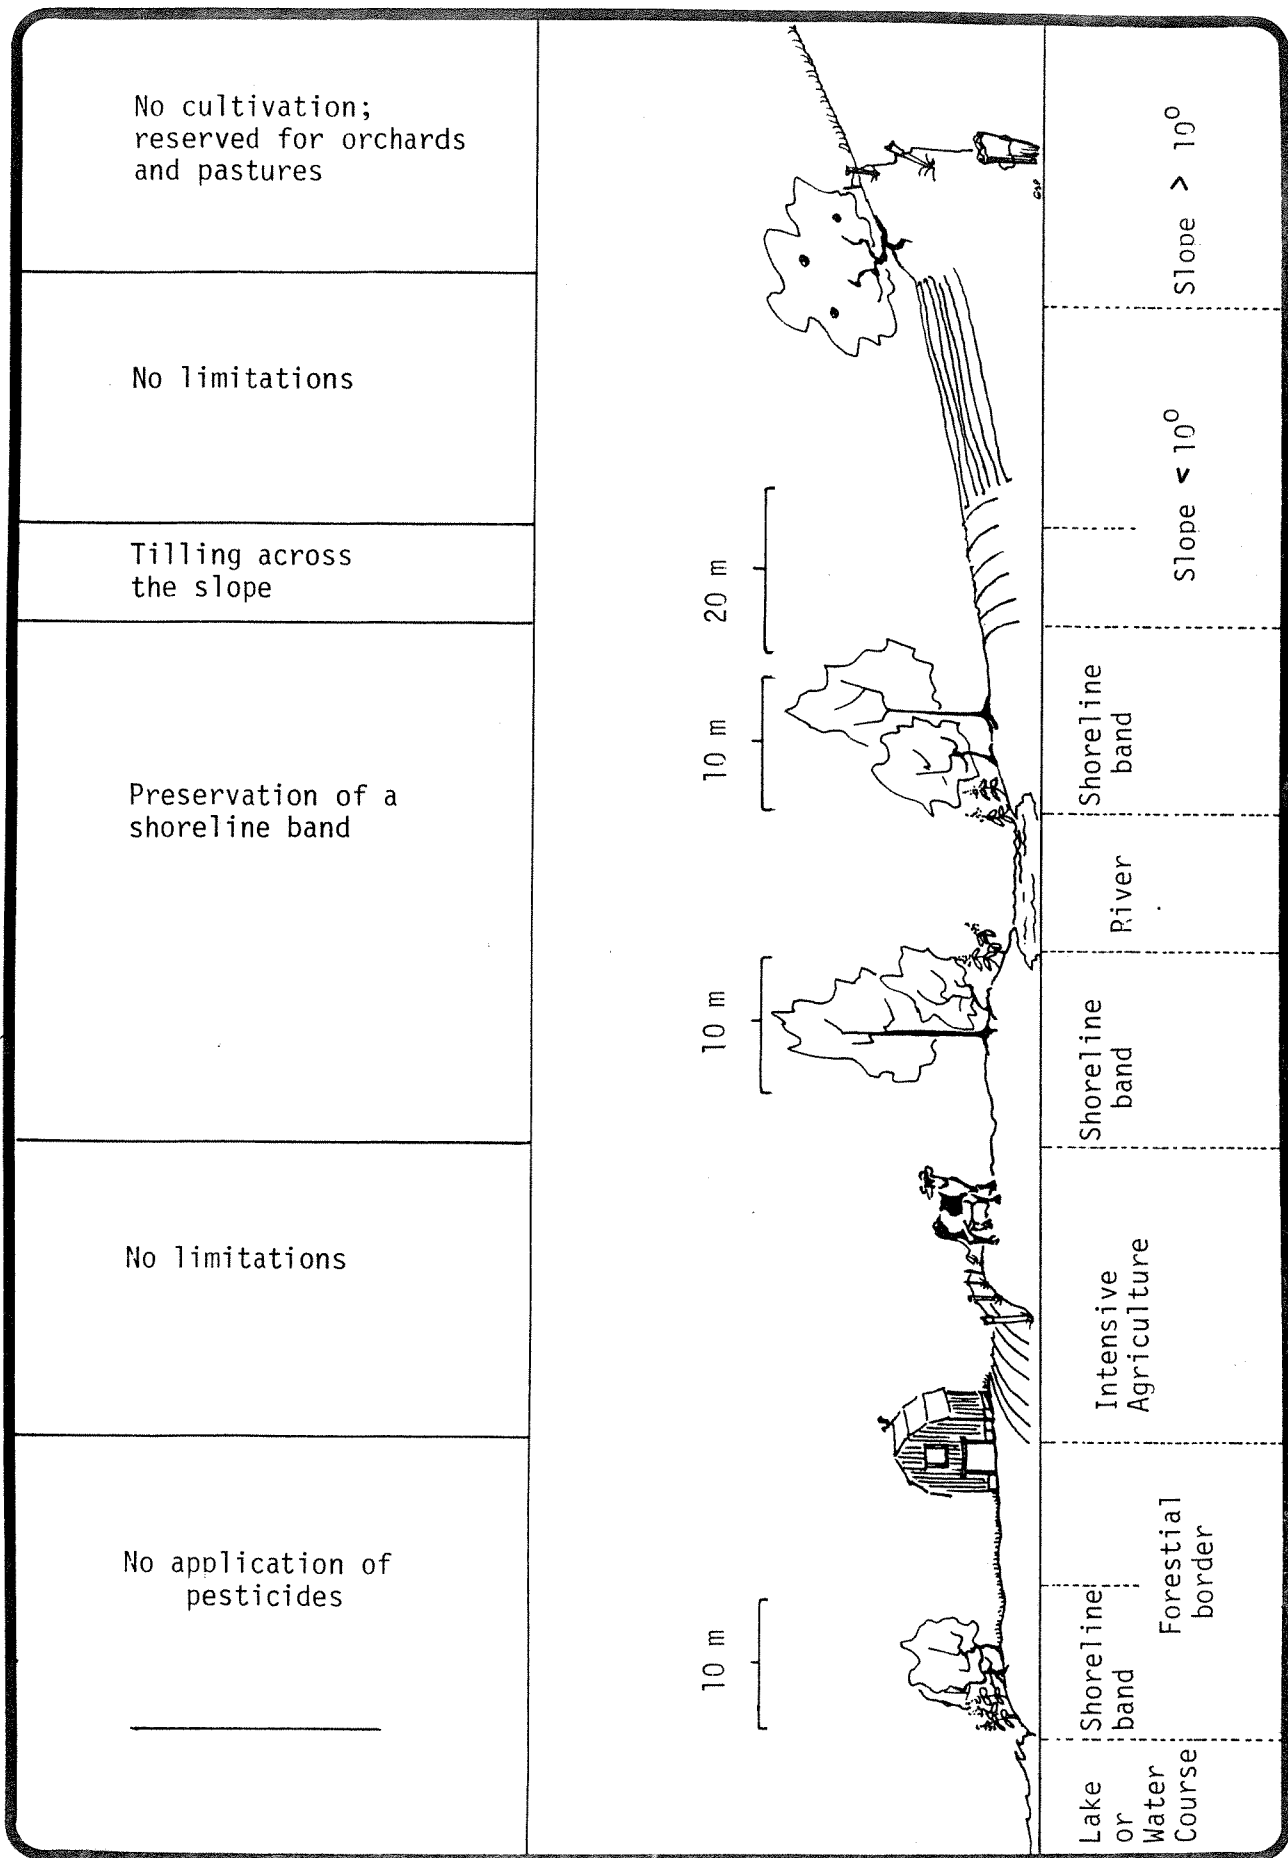 No cultivation;
reserved for orchards
and pastures
No limitations
Tilling across
the slope
Preservation of a
shoreline band
No limitations
No application of
pesticides
20 m
10 m
10 m
10 m
Slope > 10°
Slope < 10°
Shoreline
band
River
Shoreline
band
Intensive
Agriculture
Forestial
border
Shoreline
band
Lake
or
Water
Course